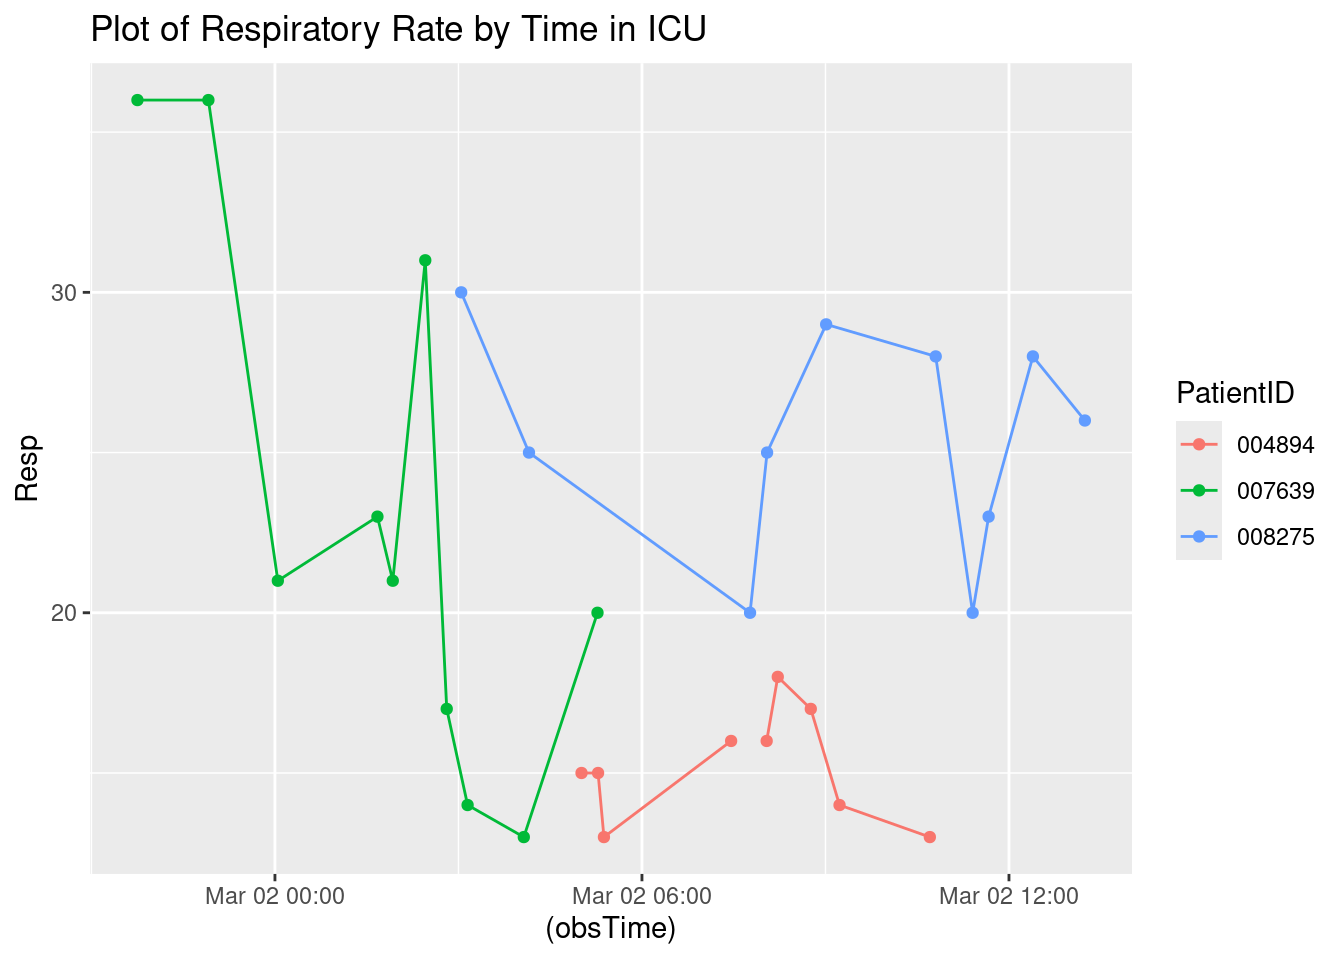 Plot of Respiratory Rate by Time in ICU
30
20
Resp
Mar 02 00:00
Mar 02 06:00
Mar 02 12:00
(obsTime)
PatientID
004894
007639
008275